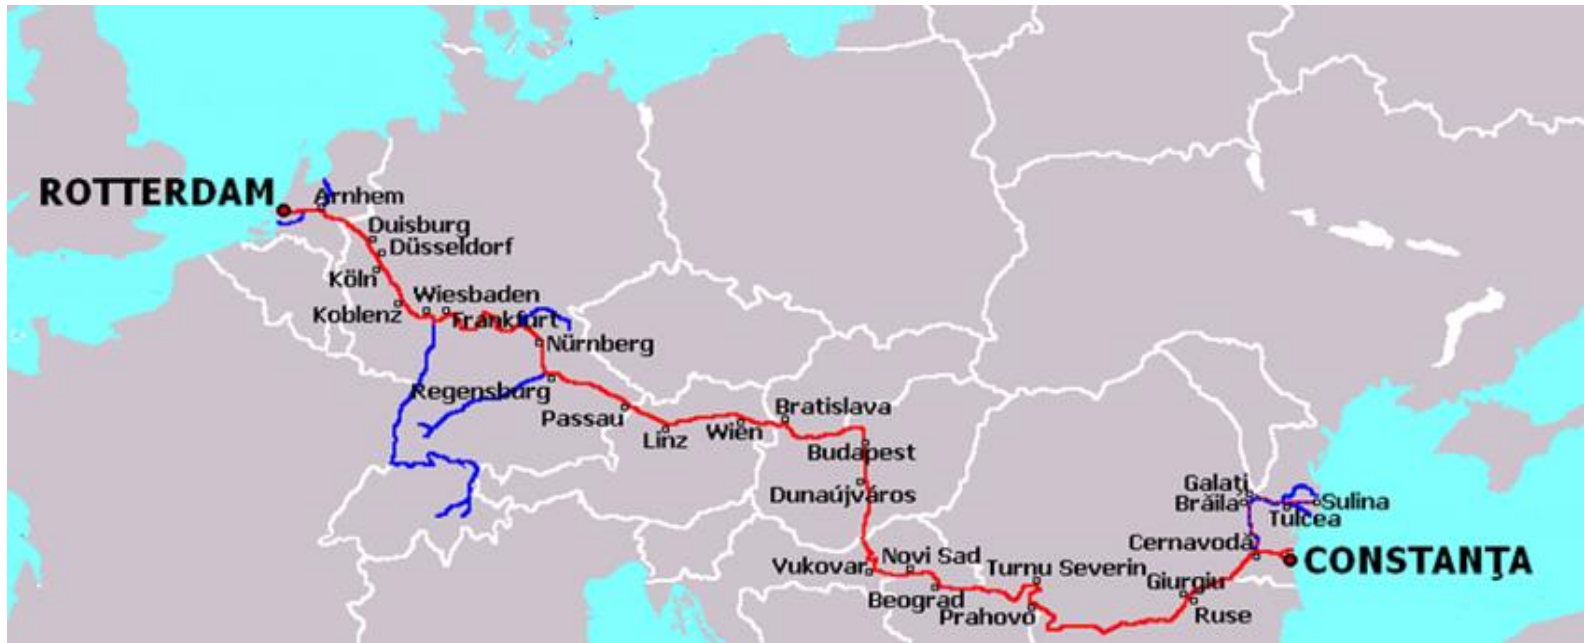 ROTTERDAM
Arnhem
Duisburg
Düsseldorf
Köln
Wiesbaden
Koblenz
Frankfurt
Nürnberg
Regensburg
Passau
Linz
Wien
Bratislava
Budapest
Dunaújváros
Vukovar
Novi Sad
Beograd
Turnu Severin
Prahovo
Giurgiu
Ruse
Cernavodă
Galați
Brăila
Tulcea
Sulina
CONSTANŢA